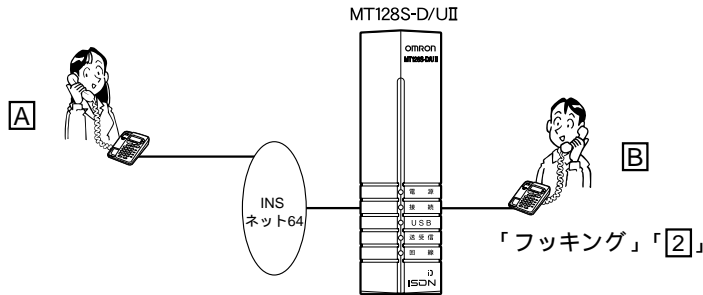 MT128S-D/UⅡ
OMRON
MT128S-D/UⅡ
A
B
INS
ネット64
電 源
接 続
USB
送受信
回 線
i
ISDN
「フッキング」「2」